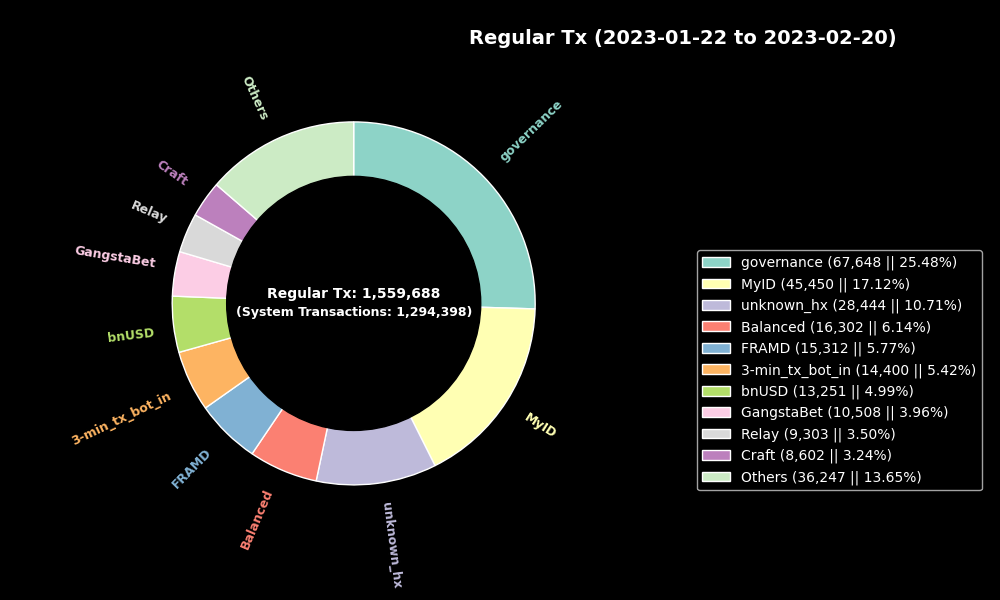 Regular Tx (2023-01-22 to 2023-02-20)
Others
governance
Craft
Relay
GangstaBet
bnUSD
3-min_tx_bot_in
FRAMD
Balanced
unknown_hx
MyID
Regular Tx: 1,559,688
(System Transactions: 1,294,398)
governance (67,648 || 25.48%)
MyID (45,450 || 17.12%)
unknown_hx (28,444 || 10.71%)
Balanced (16,302 || 6.14%)
FRAMD (15,312 || 5.77%)
3-min_tx_bot_in (14,400 || 5.42%)
bnUSD (13,251 || 4.99%)
GangstaBet (10,508 || 3.96%)
Relay (9,303 || 3.50%)
Craft (8,602 || 3.24%)
Others (36,247 || 13.65%)